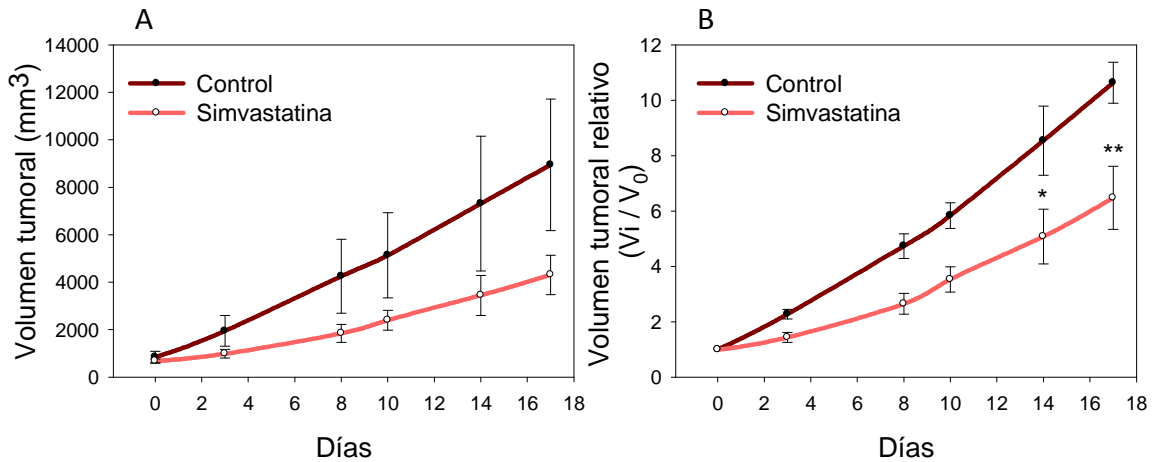 A
Volumen tumoral (mm³)
14000
12000
10000
8000
6000
4000
2000
0
Control
Simvastatina
0 2 4 6 8 10 12 14 16 18
Días
B
Volumen tumoral relativo
(Vi / V₀)
12
10
8
6
4
2
0
Control
Simvastatina
*
**
0 2 4 6 8 10 12 14 16 18
Días